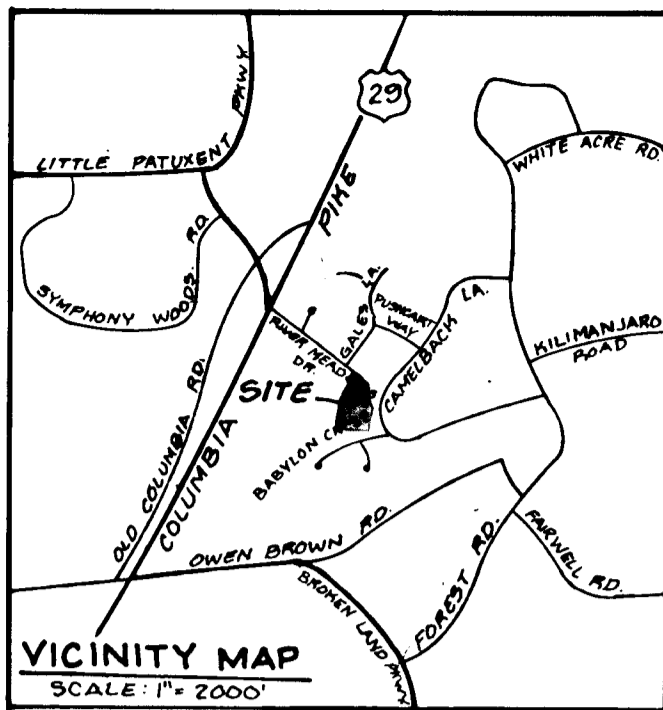 29
LITTLE PATUXENT PKWY
WHITE ACRE RD.
PIKE
SYMPHONY WOODS RD.
GALES LA.
PUSHCART
WAY
CAMELBACK LA.
KILIMANJARO
ROAD
RIVER MEAD
DR.
SITE
OLD COLUMBIA RD.
COLUMBIA
BABYLON
OWEN BROWN RD.
FOREST RD.
FAIRWELL RD.
BROKEN LAND PKWY
VICINITY MAP
SCALE: 1"= 2000'